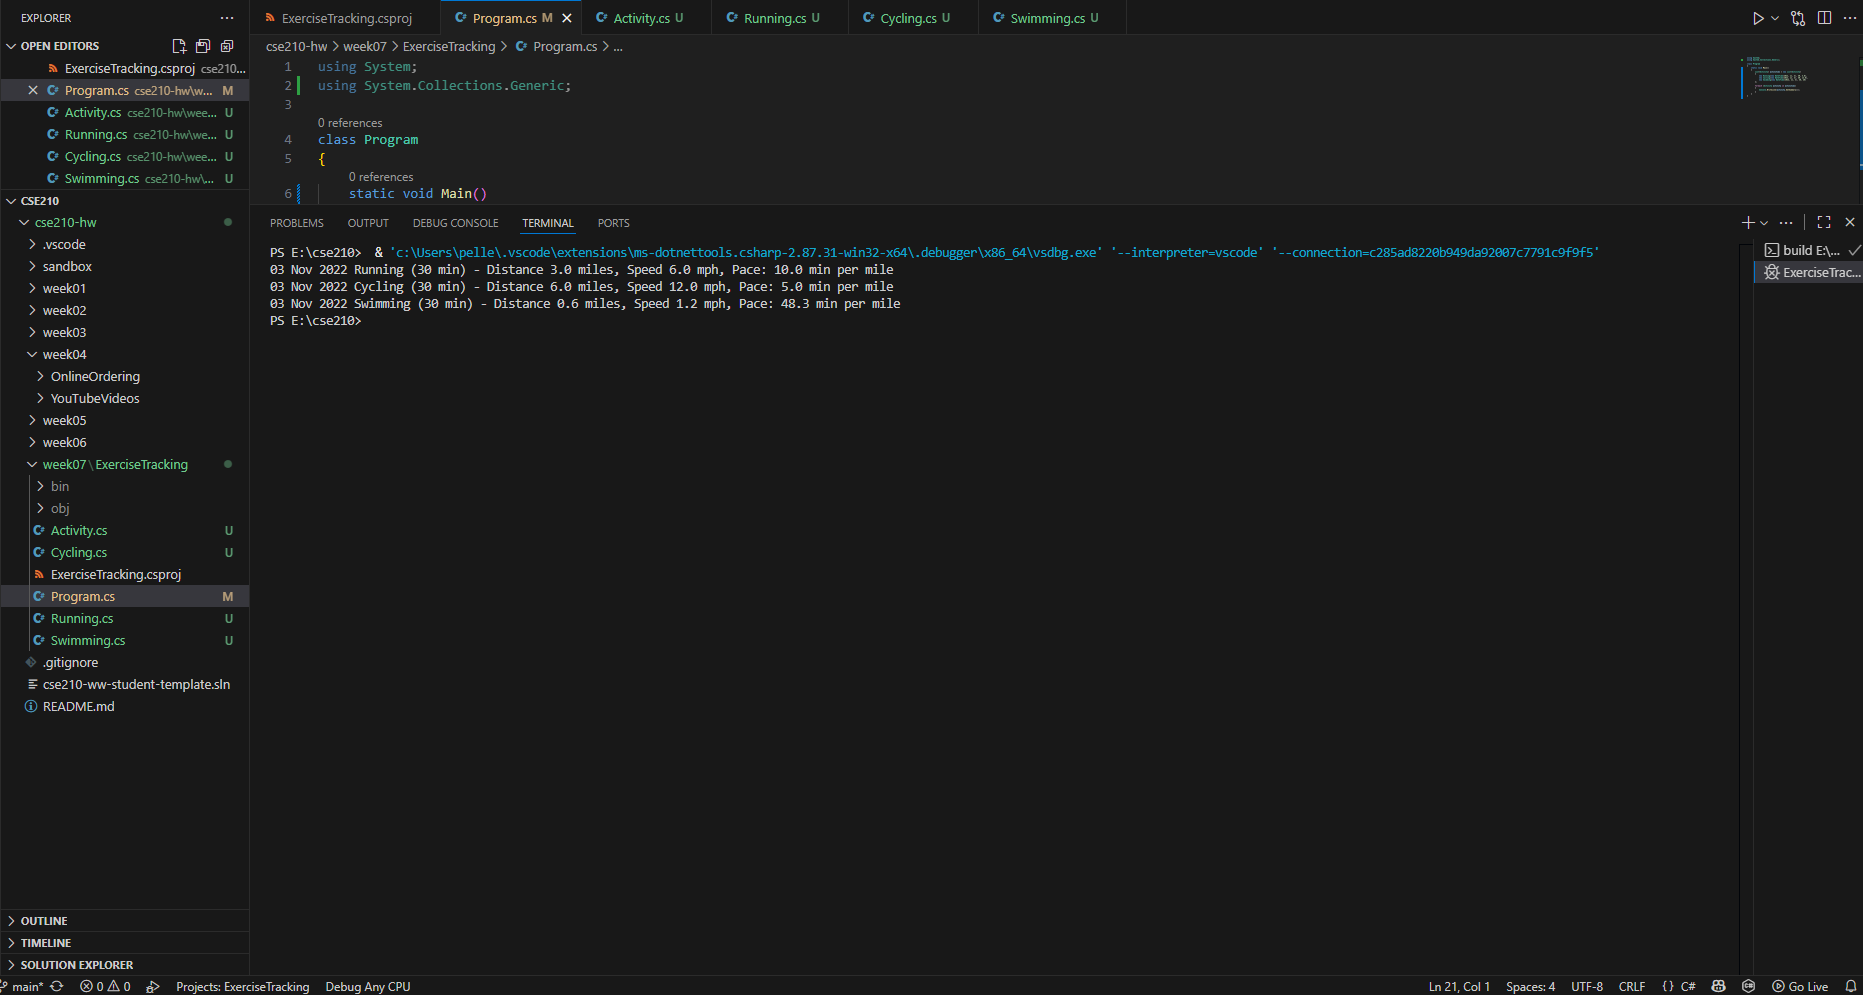 EXPLORER
OPEN EDITORS
ExerciseTracking.csproj cse210...
Program.cs cse210-hw\w... M
Activity.cs cse210-hw\wee... U
Running.cs cse210-hw\we... U
Cycling.cs cse210-hw\wee... U
Swimming.cs cse210-hw\... U
CSE210
cse210-hw
.vscode
sandbox
week01
week02
week03
week04
OnlineOrdering
YouTubeVideos
week05
week06
week07\ExerciseTracking
bin
obj
Activity.cs U
Cycling.cs U
ExerciseTracking.csproj
Program.cs M
Running.cs U
Swimming.cs U
.gitignore
cse210-ww-student-template.sln
README.md
OUTLINE
TIMELINE
SOLUTION EXPLORER
ExerciseTracking.csproj Program.cs M Activity.cs U Running.cs U Cycling.cs U Swimming.cs U
cse210-hw > week07 > ExerciseTracking > Program.cs > ...
1 using System;
2 using System.Collections.Generic;
3
0 references
4 class Program
5 {
0 references
6 static void Main()
PROBLEMS OUTPUT DEBUG CONSOLE TERMINAL PORTS
PS E:\cse210> & 'c:\Users\pelle\.vscode\extensions\ms-dotnettools.csharp-2.87.31-win32-x64\.debugger\x86_64\vsdbg.exe' '--interpreter=vscode' '--connection=c285ad8220b949da92007c7791c9f9f5'
03 Nov 2022 Running (30 min) - Distance 3.0 miles, Speed 6.0 mph, Pace: 10.0 min per mile
03 Nov 2022 Cycling (30 min) - Distance 6.0 miles, Speed 12.0 mph, Pace: 5.0 min per mile
03 Nov 2022 Swimming (30 min) - Distance 0.6 miles, Speed 1.2 mph, Pace: 48.3 min per mile
PS E:\cse210>
build E:\...
ExerciseTrac...
main* 0 0 Projects: ExerciseTracking Debug Any CPU Ln 21, Col 1 Spaces: 4 UTF-8 CRLF {} C# Go Live